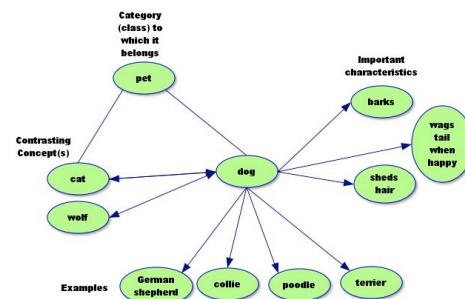 Category
(class) to
which it
belongs
pet
Important
characteristics
barks
wags
tail
when
happy
Contrasting
Concept(s)
cat
dog
sheds
hair
wolf
Examples
German
shepherd
collie
poodle
terrier